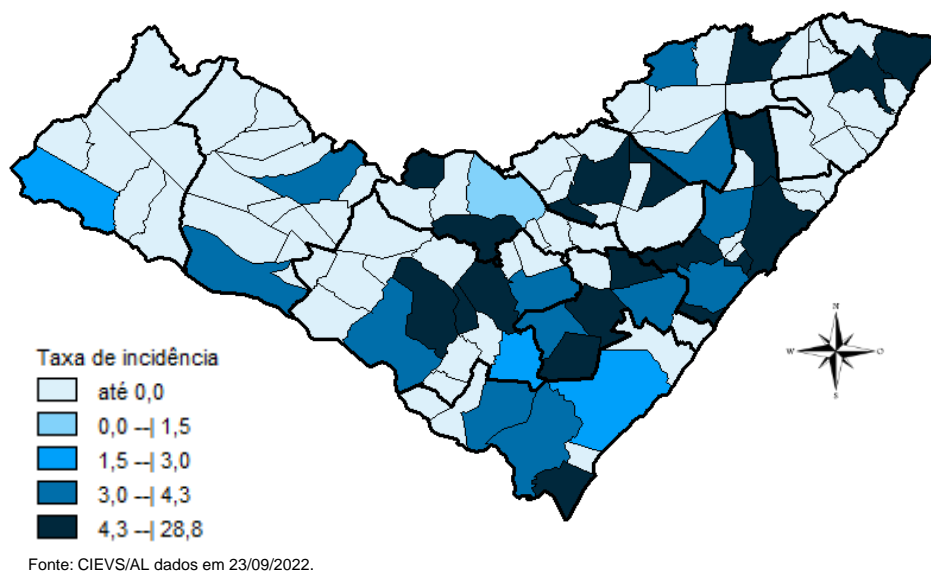 N
W
O
S
Taxa de incidência
até 0,0
0,0 --| 1,5
1,5 --| 3,0
3,0 --| 4,3
4,3 --| 28,8
Fonte: CIEVS/AL dados em 23/09/2022.